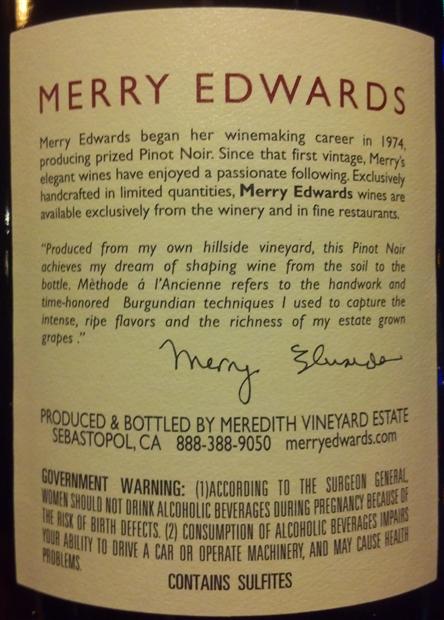 MERRY EDWARDS
Merry Edwards began her winemaking career in 1974,
producing prized Pinot Noir. Since that first vintage, Merry's
elegant wines have enjoyed a passionate following. Exclusively
handcrafted in limited quantities, Merry Edwards wines are
available exclusively from the winery and in fine restaurants.
"Produced from my own hillside vineyard, this Pinot Noir
achieves my dream of shaping wine from the soil to the
bottle. Mèthode á l'Ancienne refers to the handwork and
time-honored Burgundian techniques I used to capture the
intense, ripe flavors and the richness of my estate grown
grapes."
Merry Edwards
PRODUCED & BOTTLED BY MEREDITH VINEYARD ESTATE
SEBASTOPOL, CA 888-388-9050 merryedwards.com
GOVERNMENT WARNING: (1)ACCORDING TO THE SURGEON GENERAL,
WOMEN SHOULD NOT DRINK ALCOHOLIC BEVERAGES DURING PREGNANCY BECAUSE OF
THE RISK OF BIRTH DEFECTS. (2) CONSUMPTION OF ALCOHOLIC BEVERAGES IMPAIRS
YOUR ABILITY TO DRIVE A CAR OR OPERATE MACHINERY, AND MAY CAUSE HEALTH
PROBLEMS.
CONTAINS SULFITES